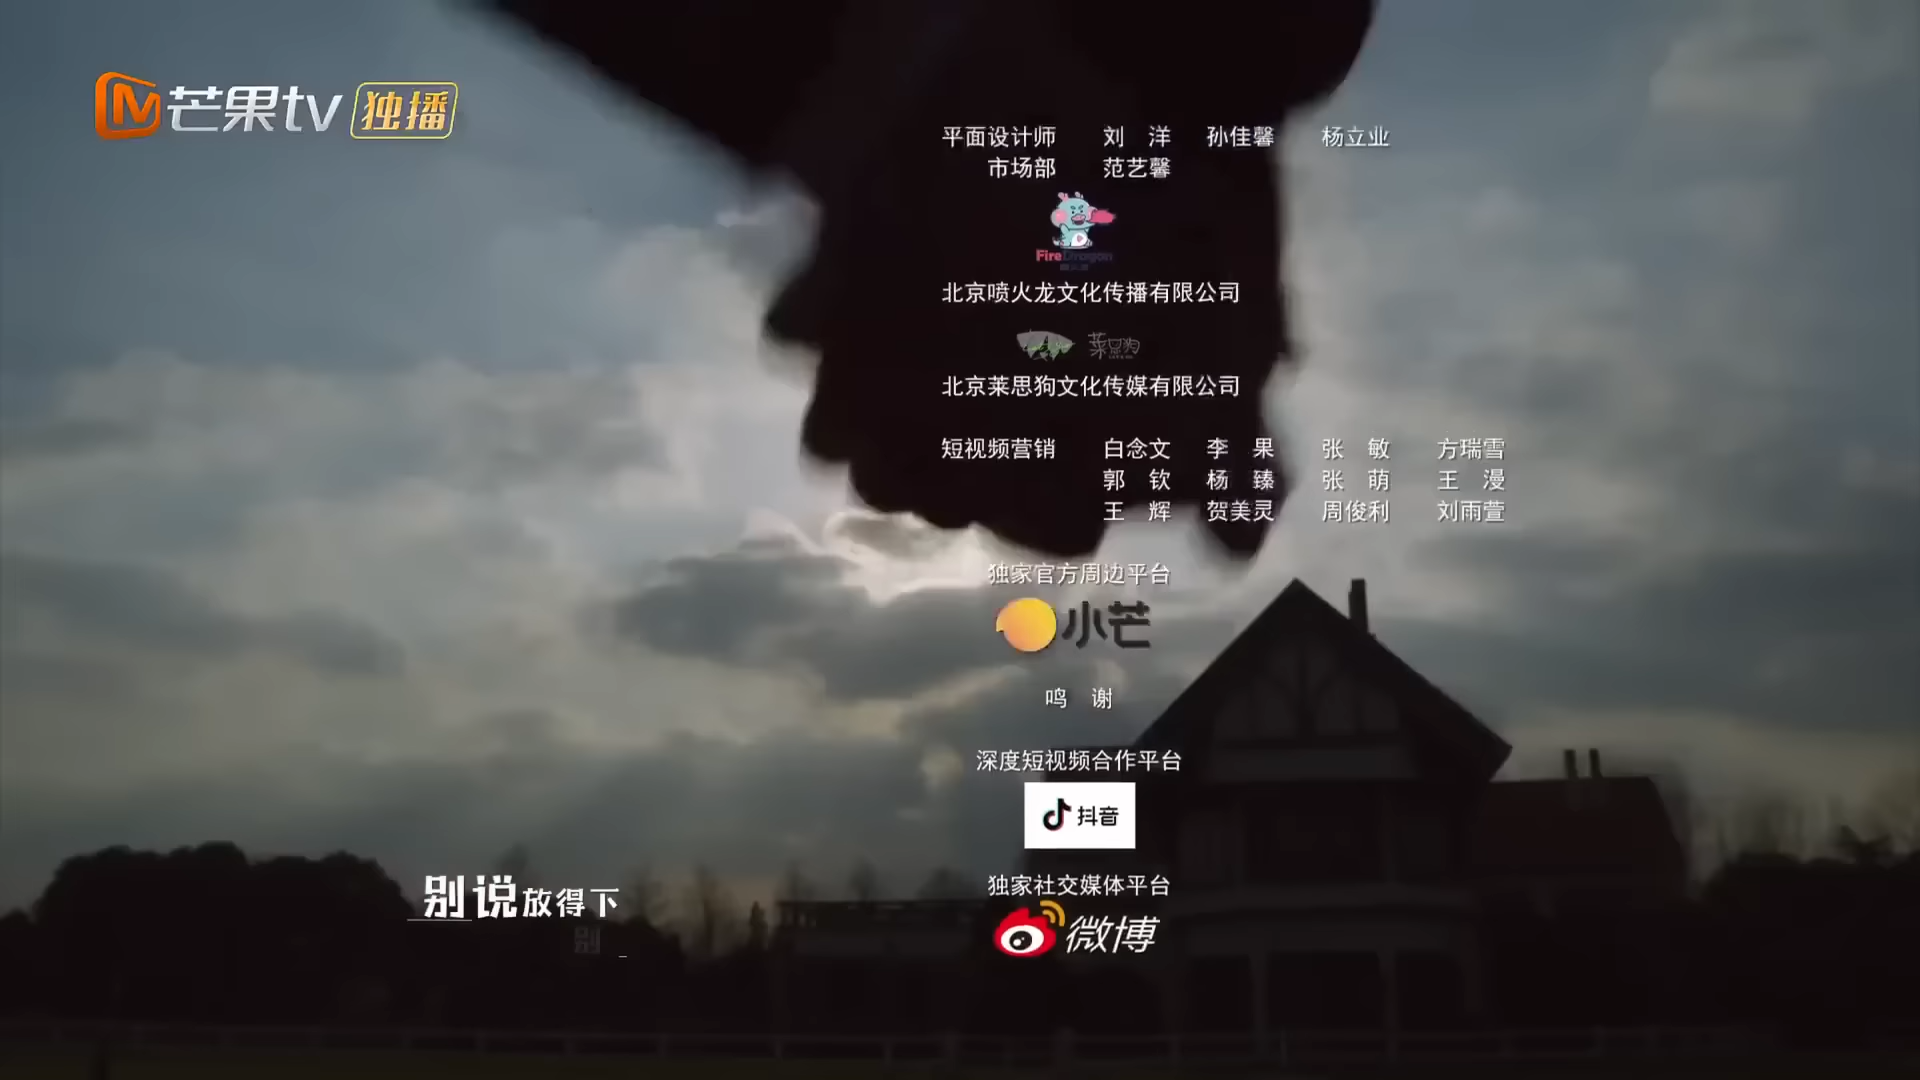 芒果tv 独播
平面设计师 刘 洋 孙佳馨 杨立业
市场部 范艺馨
FireDragon
北京喷火龙文化传播有限公司
莱思狗
北京莱思狗文化传媒有限公司
短视频营销 白念文 李 果 张 敏 方瑞雪
郭 钦 杨 臻 张 萌 王 漫
王 辉 贺美灵 周俊利 刘雨萱
独家官方周边平台
小芒
鸣 谢
深度短视频合作平台
抖音
独家社交媒体平台
微博
别说放得下
别